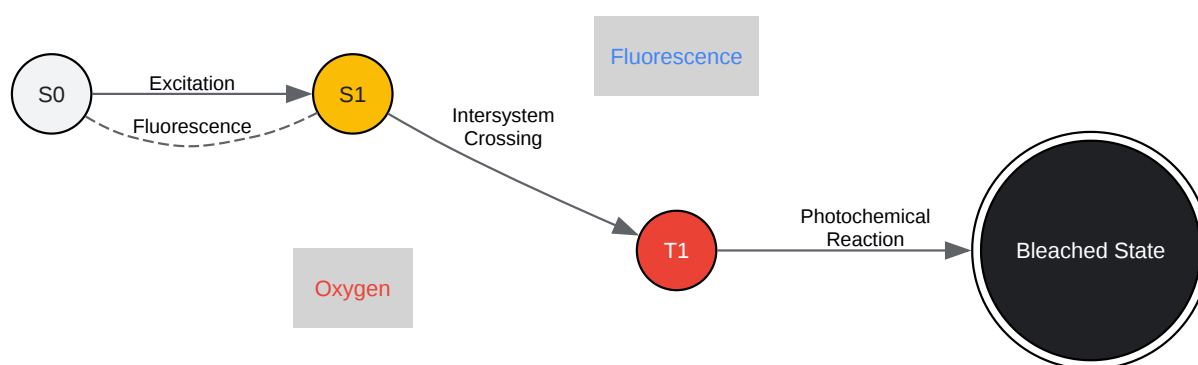 Fluorescence
S0
Excitation
S1
Fluorescence
Intersystem
Crossing
T1
Photochemical
Reaction
Bleached State
Oxygen